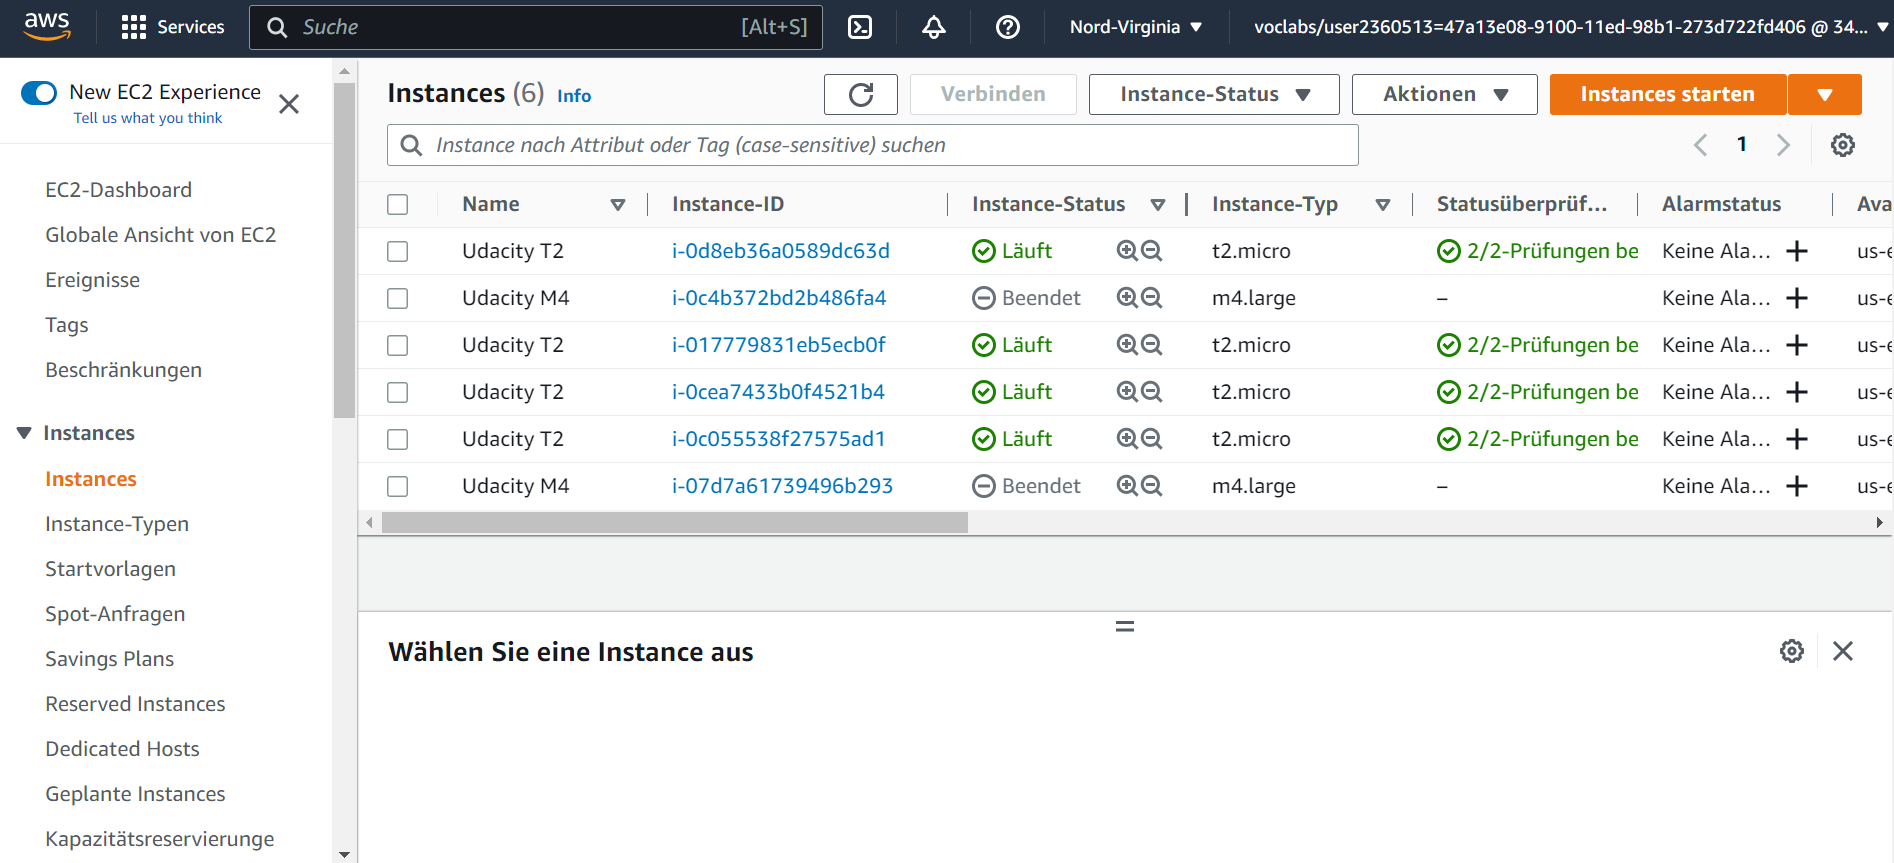 aws Services Suche [Alt+S] Nord-Virginia voclabs/user2360513=47a13e08-9100-11ed-98b1-273d722fd406 @ 34...
New EC2 Experience
Tell us what you think
EC2-Dashboard
Globale Ansicht von EC2
Ereignisse
Tags
Beschränkungen
Instances
Instances
Instance-Typen
Startvorlagen
Spot-Anfragen
Savings Plans
Reserved Instances
Dedicated Hosts
Geplante Instances
Kapazitätsreservierunge
Instances (6) Info Verbinden Instance-Status Aktionen Instances starten
Instance nach Attribut oder Tag (case-sensitive) suchen 1
Name Instance-ID Instance-Status Instance-Typ Statusüberprüf... Alarmstatus Ava
Udacity T2 i-0d8eb36a0589dc63d Läuft t2.micro 2/2-Prüfungen be Keine Ala... us-e
Udacity M4 i-0c4b372bd2b486fa4 Beendet m4.large – Keine Ala... us-e
Udacity T2 i-017779831eb5ecb0f Läuft t2.micro 2/2-Prüfungen be Keine Ala... us-e
Udacity T2 i-0cea7433b0f4521b4 Läuft t2.micro 2/2-Prüfungen be Keine Ala... us-e
Udacity T2 i-0c055538f27575ad1 Läuft t2.micro 2/2-Prüfungen be Keine Ala... us-e
Udacity M4 i-07d7a61739496b293 Beendet m4.large – Keine Ala... us-e
Wählen Sie eine Instance aus